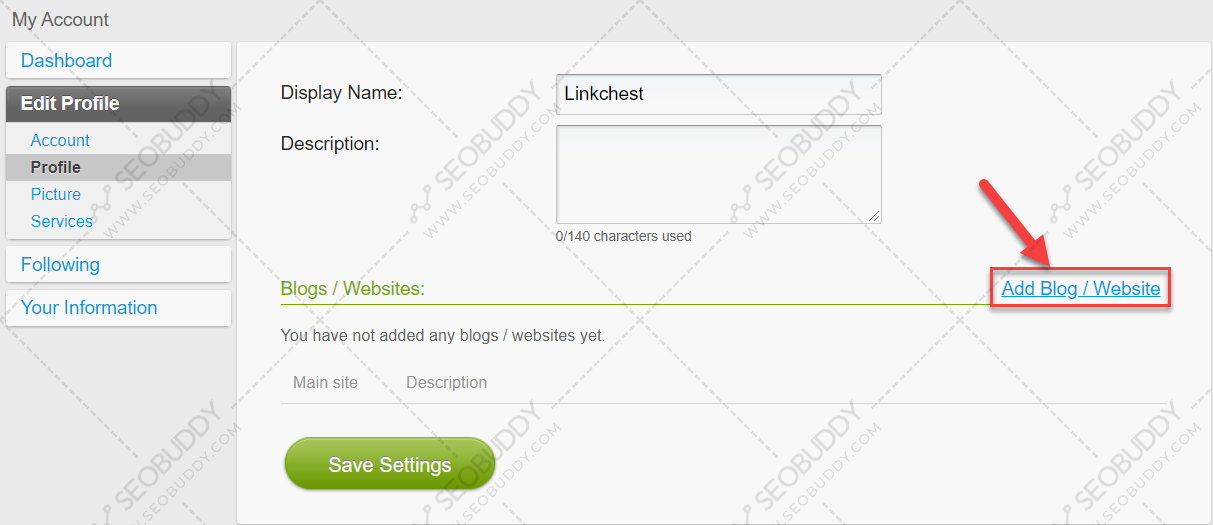 My Account
Dashboard
Edit Profile
Account
Profile
Picture
Services
Following
Your Information
Display Name:
Linkchest
Description:
0/140 characters used
Blogs / Websites:
Add Blog / Website
You have not added any blogs / websites yet.
Main site
Description
Save Settings
SEOBUDDY
WWW.SEOBUDDY.COM